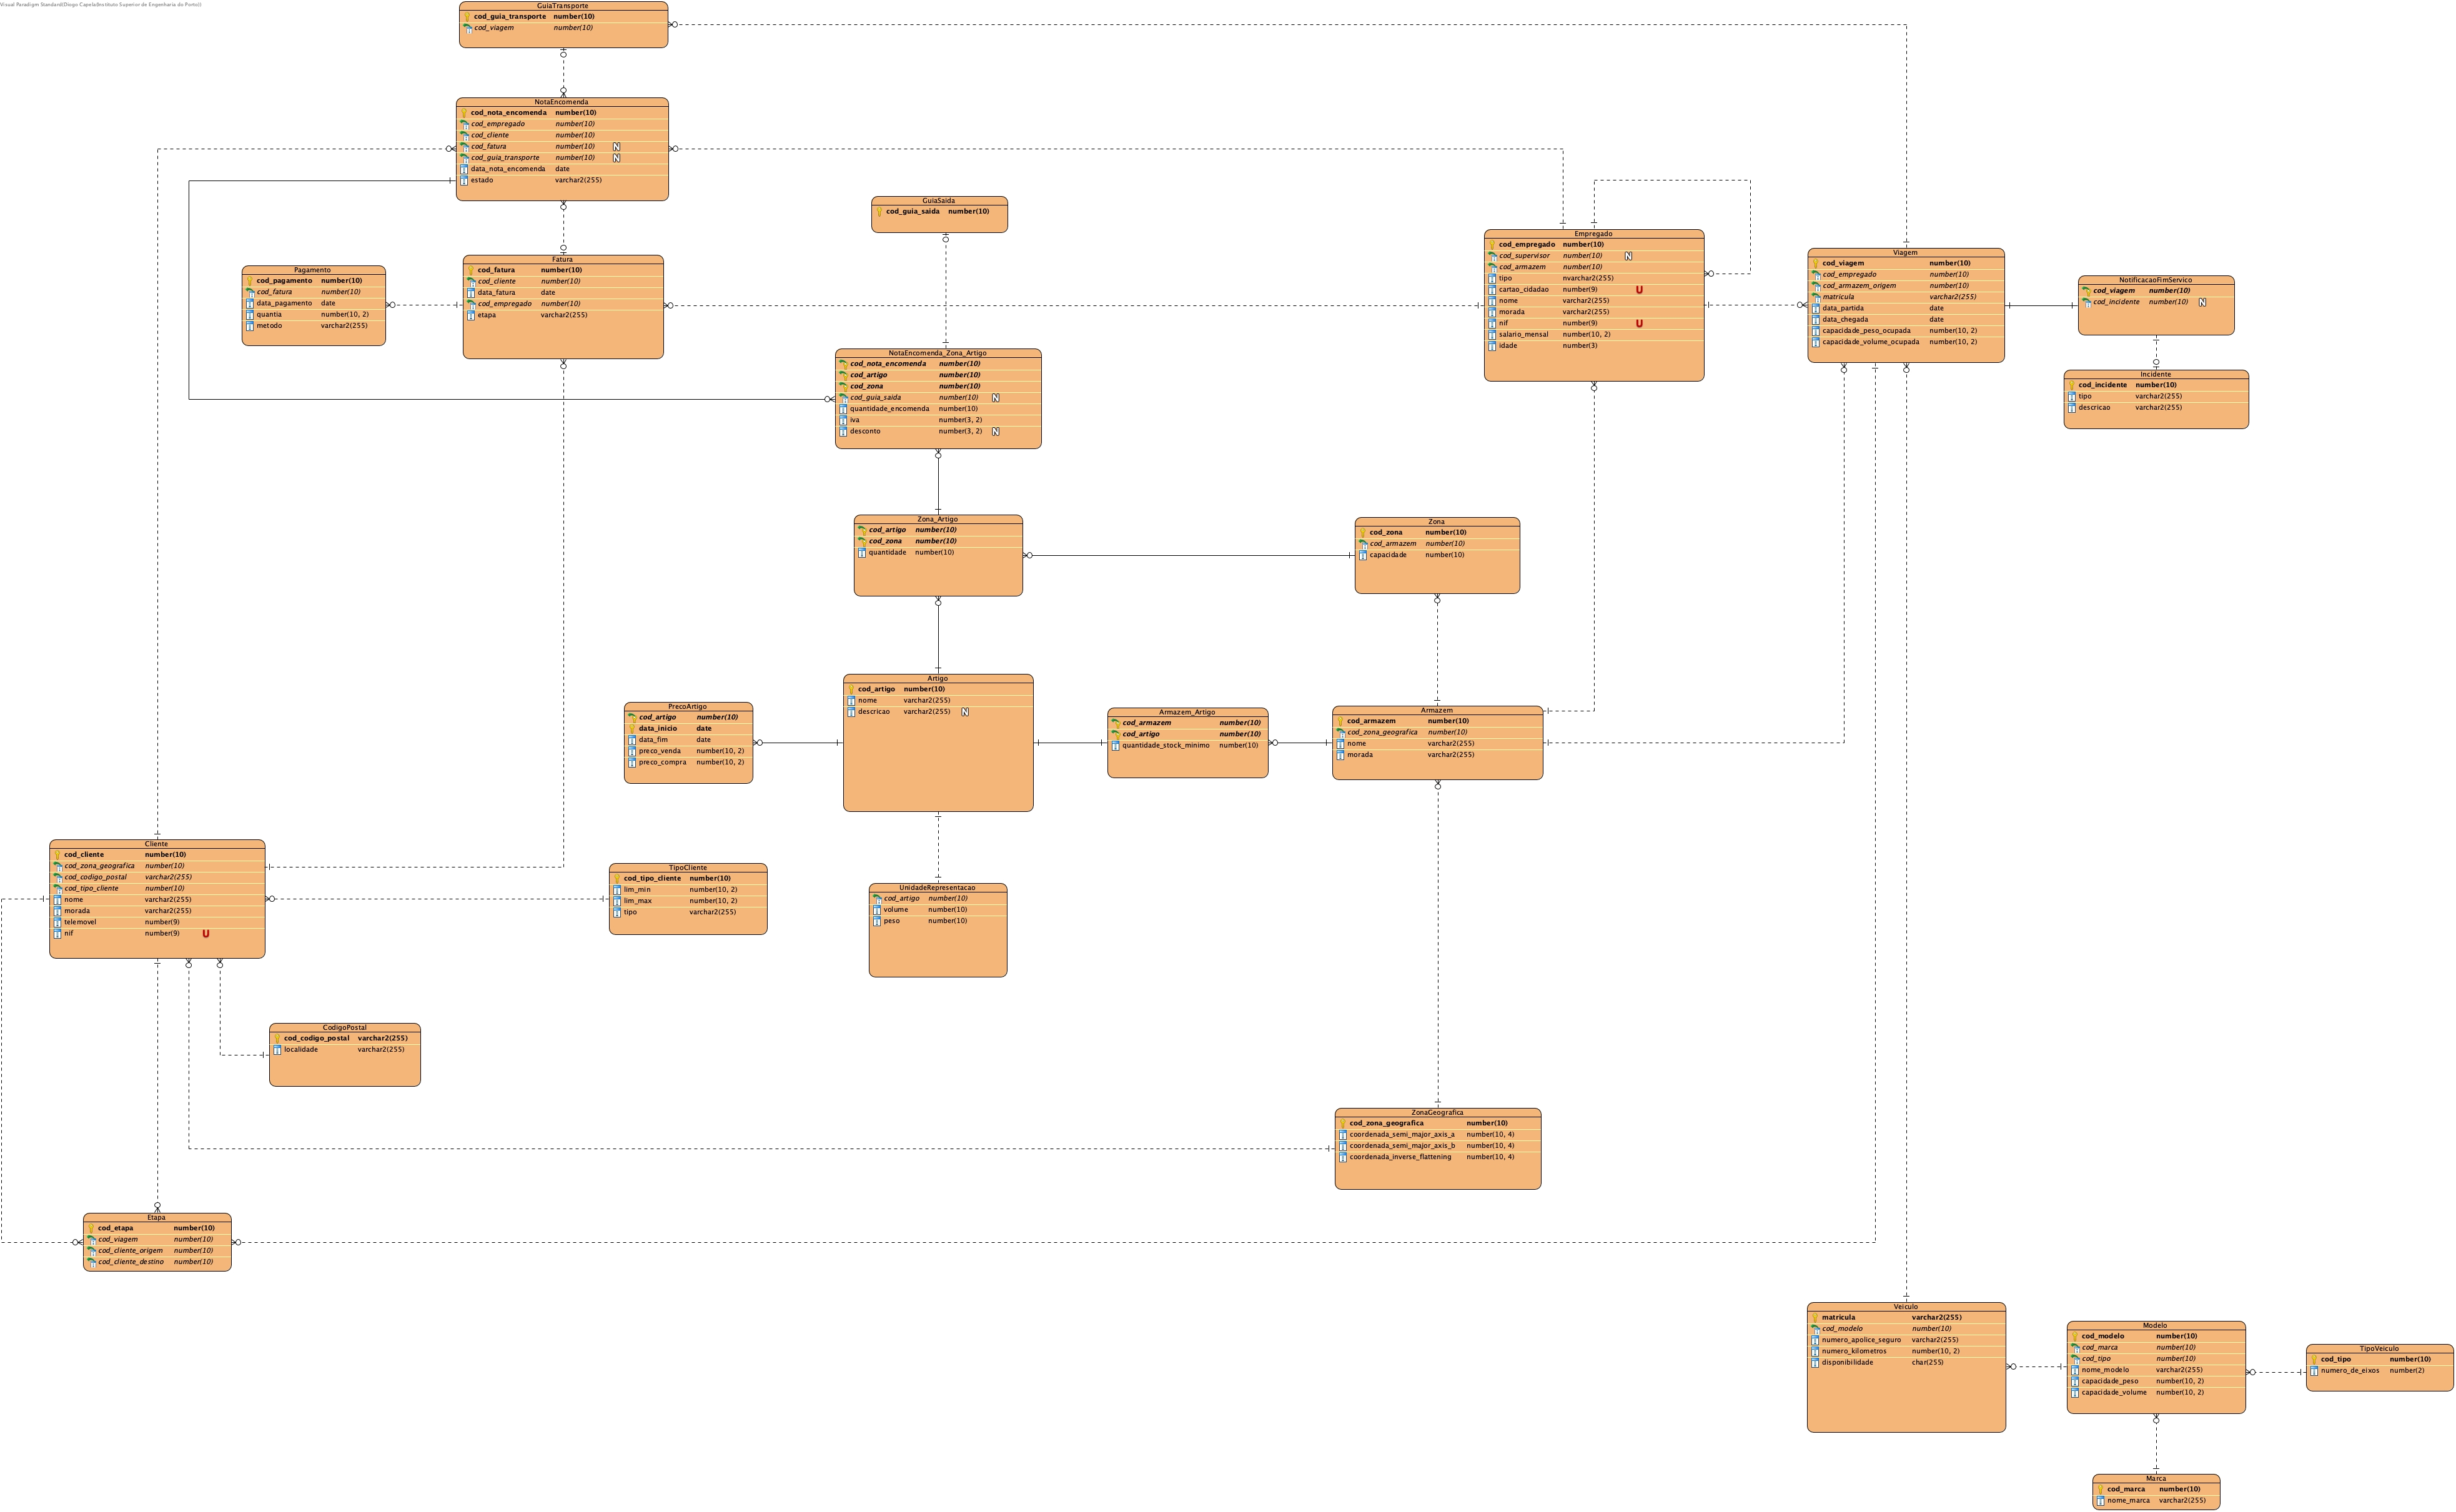 Visual Paradigm Standard(Diogo Capela(Instituto Superior de Engenharia do Porto))
GuiaTransporte
cod_guia_transporte number(10)
cod_viagem number(10)
NotaEncomenda
cod_nota_encomenda number(10)
cod_empregado number(10)
cod_cliente number(10)
cod_fatura number(10) N
cod_guia_transporte number(10) N
data_nota_encomenda date
estado varchar2(255)
GuiaSaida
cod_guia_saida number(10)
Empregado
cod_empregado number(10)
cod_supervisor number(10) N
cod_armazem number(10)
tipo nvarchar2(255)
cartao_cidadao number(9) U
nome varchar2(255)
morada varchar2(255)
nif number(9) U
salario_mensal number(10, 2)
idade number(3)
Viagem
cod_viagem number(10)
cod_empregado number(10)
cod_armazem_origem number(10)
matricula varchar2(255)
data_partida date
data_chegada date
capacidade_peso_ocupada number(10, 2)
capacidade_volume_ocupada number(10, 2)
NotificacaoFimServico
cod_viagem number(10)
cod_incidente number(10) N
Pagamento
cod_pagamento number(10)
cod_fatura number(10)
data_pagamento date
quantia number(10, 2)
metodo varchar2(255)
Fatura
cod_fatura number(10)
cod_cliente number(10)
data_fatura date
cod_empregado number(10)
etapa varchar2(255)
NotaEncomenda_Zona_Artigo
cod_nota_encomenda number(10)
cod_artigo number(10)
cod_zona number(10)
cod_guia_saida number(10) N
quantidade_encomenda number(10)
iva number(3, 2)
desconto number(3, 2) N
Incidente
cod_incidente number(10)
tipo varchar2(255)
descricao varchar2(255)
Zona_Artigo
cod_artigo number(10)
cod_zona number(10)
quantidade number(10)
Zona
cod_zona number(10)
cod_armazem number(10)
capacidade number(10)
Artigo
cod_artigo number(10)
nome varchar2(255)
descricao varchar2(255) N
PrecoArtigo
cod_artigo number(10)
data_inicio date
data_fim date
preco_venda number(10, 2)
preco_compra number(10, 2)
Armazem_Artigo
cod_armazem number(10)
cod_artigo number(10)
quantidade_stock_minimo number(10)
Armazem
cod_armazem number(10)
cod_zona_geografica number(10)
nome varchar2(255)
morada varchar2(255)
Cliente
cod_cliente number(10)
cod_zona_geografica number(10)
cod_codigo_postal varchar2(255)
cod_tipo_cliente number(10)
nome varchar2(255)
morada varchar2(255)
telemovel number(9)
nif number(9) U
TipoCliente
cod_tipo_cliente number(10)
lim_min number(10, 2)
lim_max number(10, 2)
tipo varchar2(255)
UnidadeRepresentacao
cod_artigo number(10)
volume number(10)
peso number(10)
CodigoPostal
cod_codigo_postal varchar2(255)
localidade varchar2(255)
ZonaGeografica
cod_zona_geografica number(10)
coordenada_semi_major_axis_a number(10, 4)
coordenada_semi_major_axis_b number(10, 4)
coordenada_inverse_flattening number(10, 4)
Etapa
cod_etapa number(10)
cod_viagem number(10)
cod_cliente_origem number(10)
cod_cliente_destino number(10)
Veiculo
matricula varchar2(255)
cod_modelo number(10)
numero_apolice_seguro varchar2(255)
numero_kilometros number(10, 2)
disponibilidade char(255)
Modelo
cod_modelo number(10)
cod_marca number(10)
cod_tipo number(10)
nome_modelo varchar2(255)
capacidade_peso number(10, 2)
capacidade_volume number(10, 2)
TipoVeiculo
cod_tipo number(10)
numero_de_eixos number(2)
Marca
cod_marca number(10)
nome_marca varchar2(255)